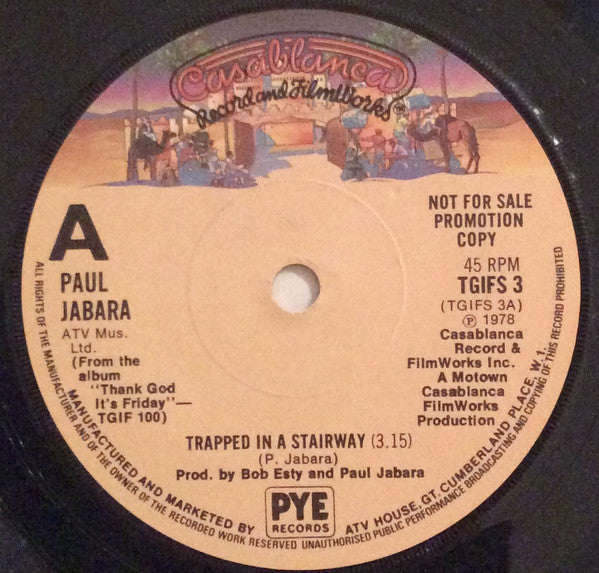 Casablanca
Record and FilmWorks
A
PAUL
JABARA
ATV Mus.
Ltd.
(From the
album
"Thank God
It's Friday"—
TGIF 100)
NOT FOR SALE
PROMOTION
COPY
45 RPM
TGIFS 3
(TGIFS 3A)
Ⓟ 1978
Casablanca
Record &
FilmWorks Inc.
A Motown
Casablanca
FilmWorks
Production
TRAPPED IN A STAIRWAY (3.15)
(P. Jabara)
Prod. by Bob Esty and Paul Jabara
PYE
RECORDS
MANUFACTURED AND MARKETED BY
ATV HOUSE, GT. CUMBERLAND PLACE, W.1.
ALL RIGHTS OF THE MANUFACTURER AND OF THE OWNER OF THE RECORDED WORK RESERVED UNAUTHORISED PUBLIC PERFORMANCE BROADCASTING AND COPYING OF THIS RECORD PROHIBITED